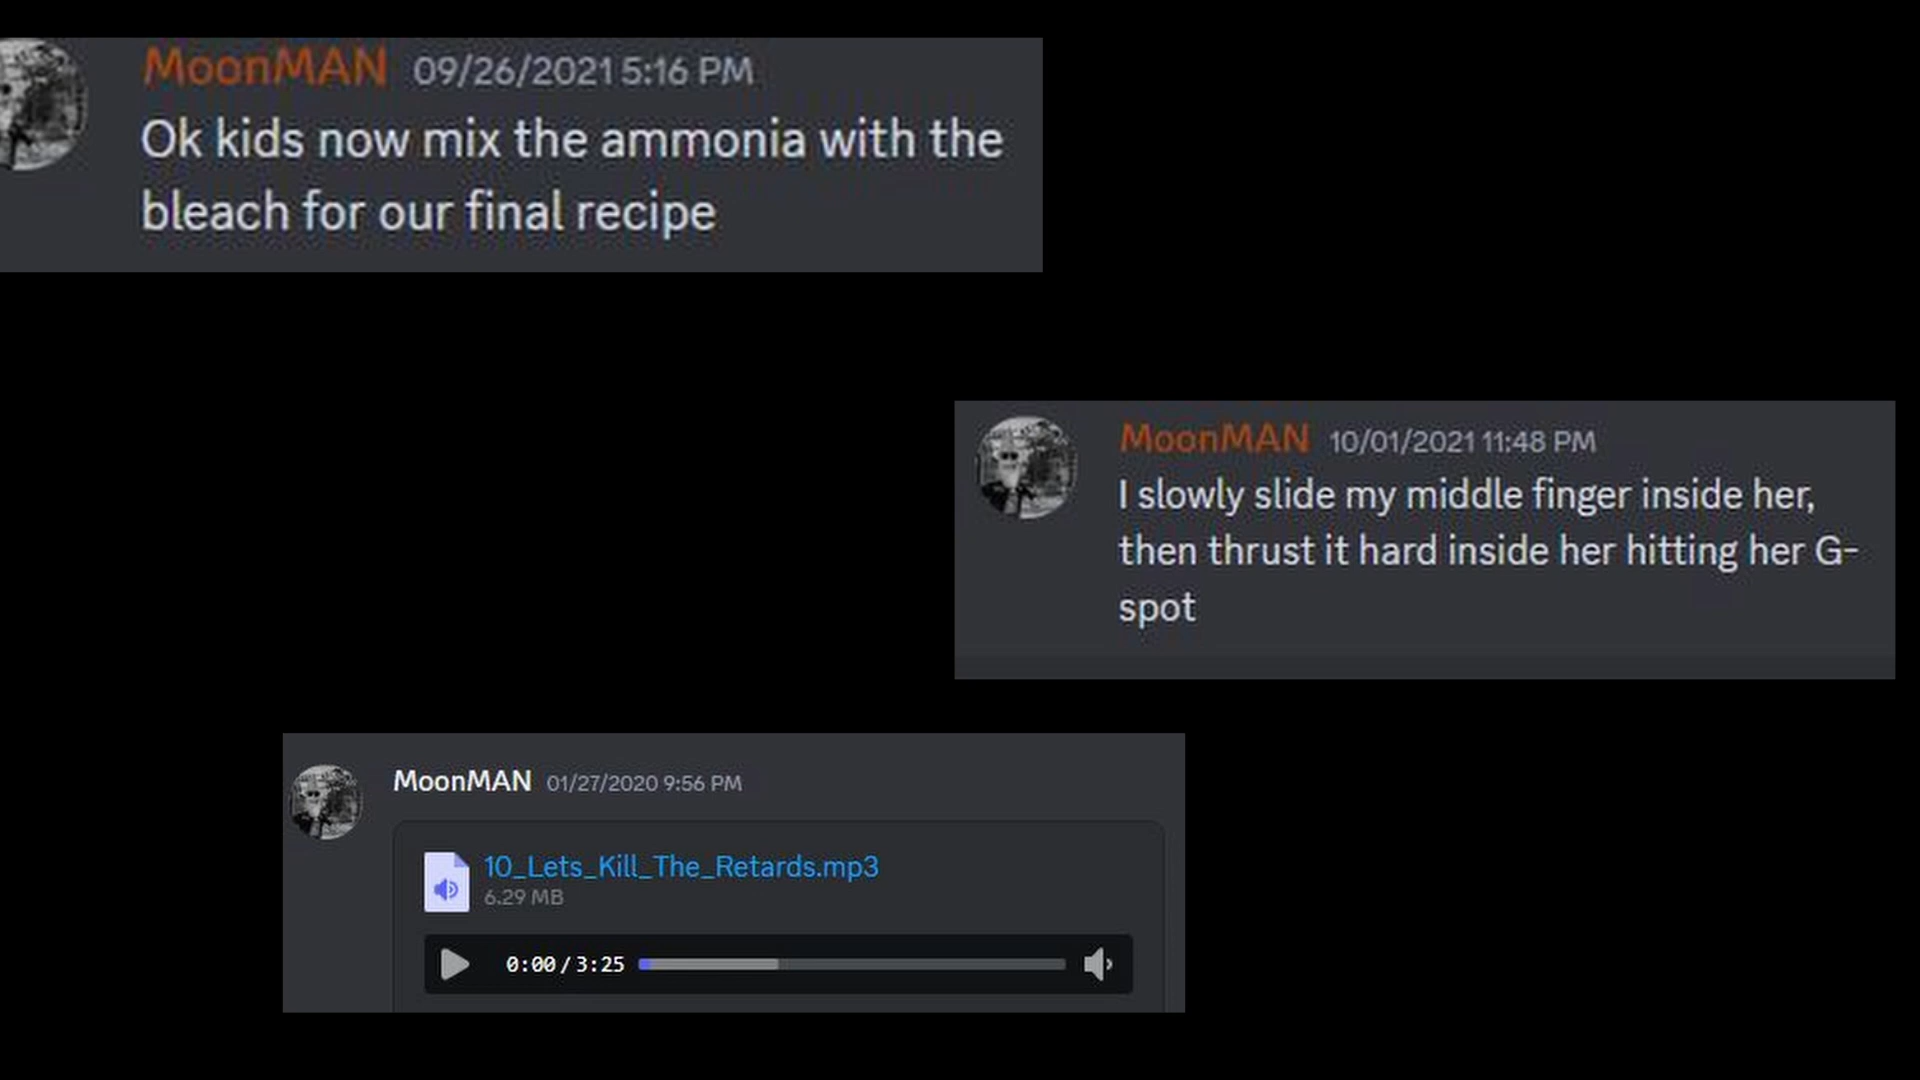 MoonMAN 09/26/2021 5:16 PM
Ok kids now mix the ammonia with the
bleach for our final recipe
MoonMAN 10/01/2021 11:48 PM
I slowly slide my middle finger inside her,
then thrust it hard inside her hitting her G-
spot
MoonMAN 01/27/2020 9:56 PM
10_Lets_Kill_The_Retards.mp3
6.29 MB
0:00 / 3:25